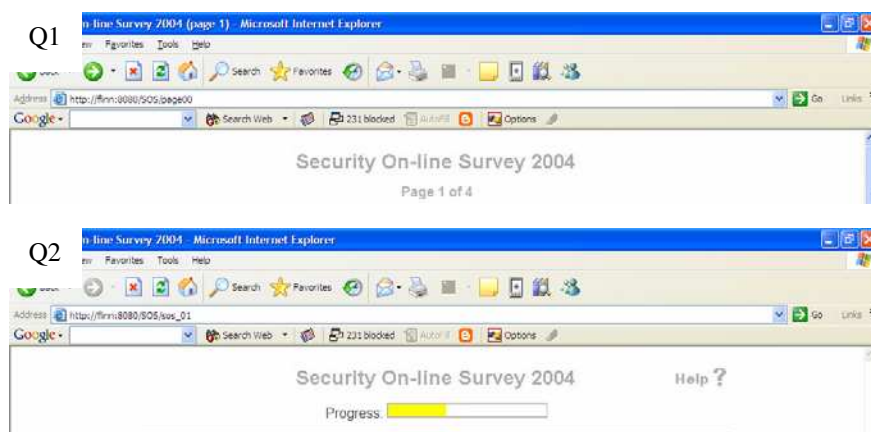 Q1
n-line Survey 2004 (page 1) - Microsoft Internet Explorer
Favorites Tools Help
Search Favorites
Address http://flinn:8080/SOS/page00 Go Links
Google Search Web 231 blocked AutoFill Options
Security On-line Survey 2004
Page 1 of 4
Q2
n-line Survey 2004 - Microsoft Internet Explorer
Favorites Tools Help
Search Favorites
Address http://flinn:8080/SOS/sos_01 Go Links
Google Search Web 231 blocked AutoFill Options
Security On-line Survey 2004 Help ?
Progress: